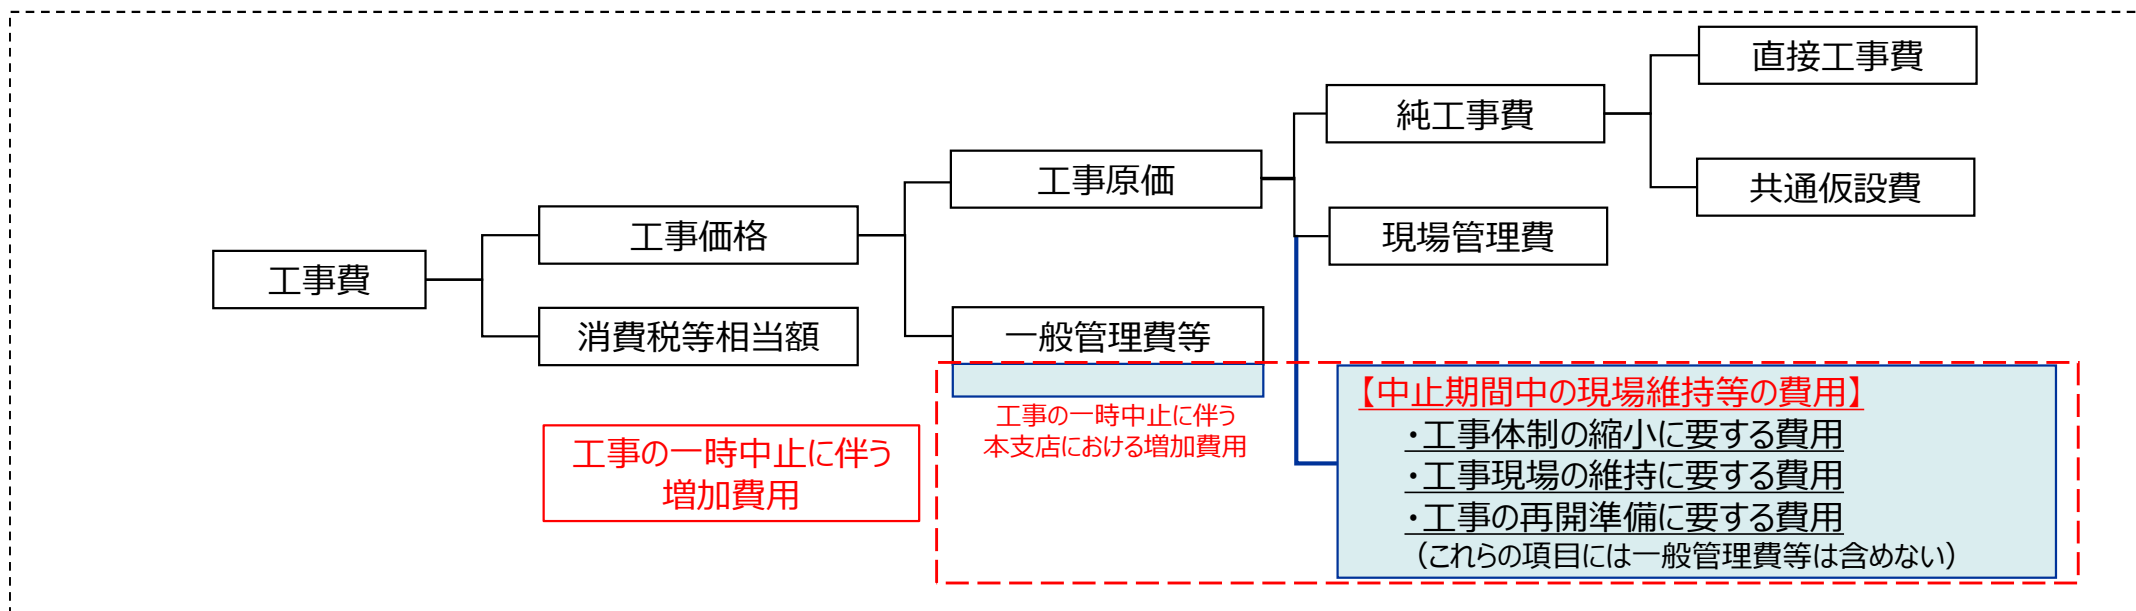 直接工事費
純工事費
工事原価
共通仮設費
工事価格
現場管理費
工事費
消費税等相当額
一般管理費等
工事の一時中止に伴う
本支店における増加費用
工事の一時中止に伴う
増加費用
【中止期間中の現場維持等の費用】
・工事体制の縮小に要する費用
・工事現場の維持に要する費用
・工事の再開準備に要する費用
（これらの項目には一般管理費等は含めない）